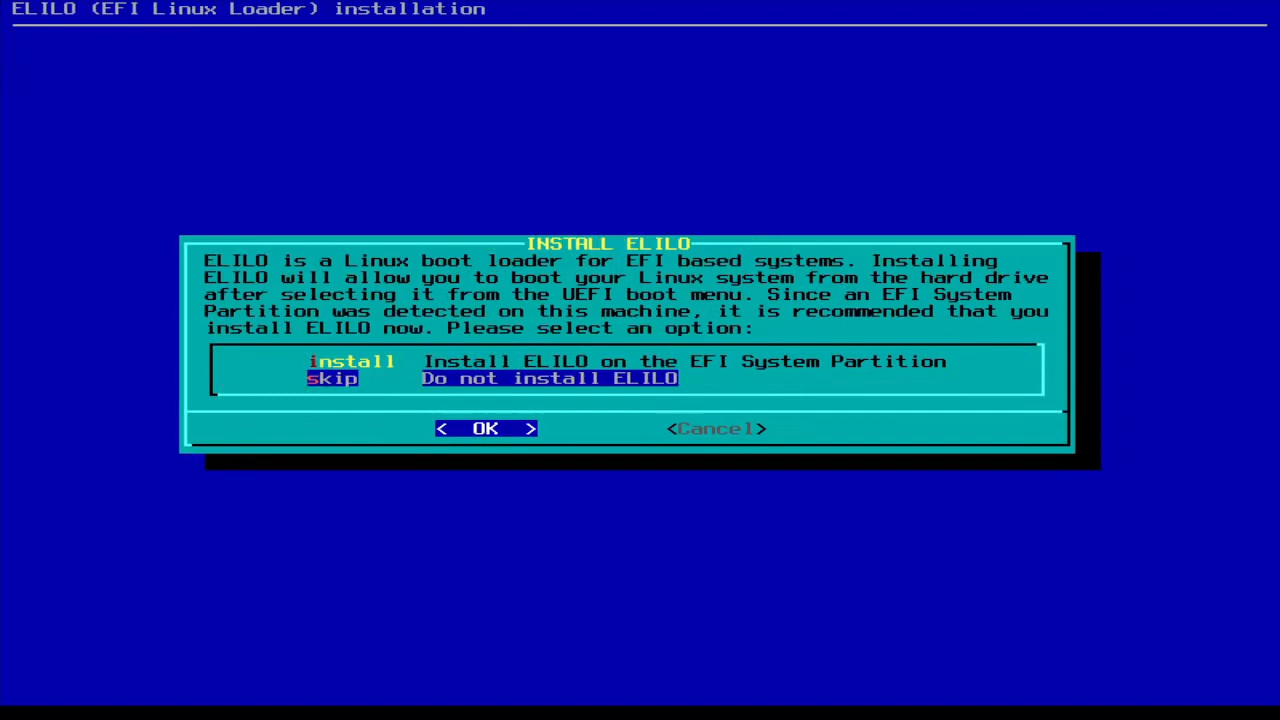 ELILO (EFI Linux Loader) installation
INSTALL ELILO
ELILO is a Linux boot loader for EFI based systems. Installing
ELILO will allow you to boot your Linux system from the hard drive
after selecting it from the UEFI boot menu. Since an EFI System
Partition was detected on this machine, it is recommended that you
install ELILO now. Please select an option:
install Install ELILO on the EFI System Partition
skip Do not install ELILO
< OK > <Cancel>